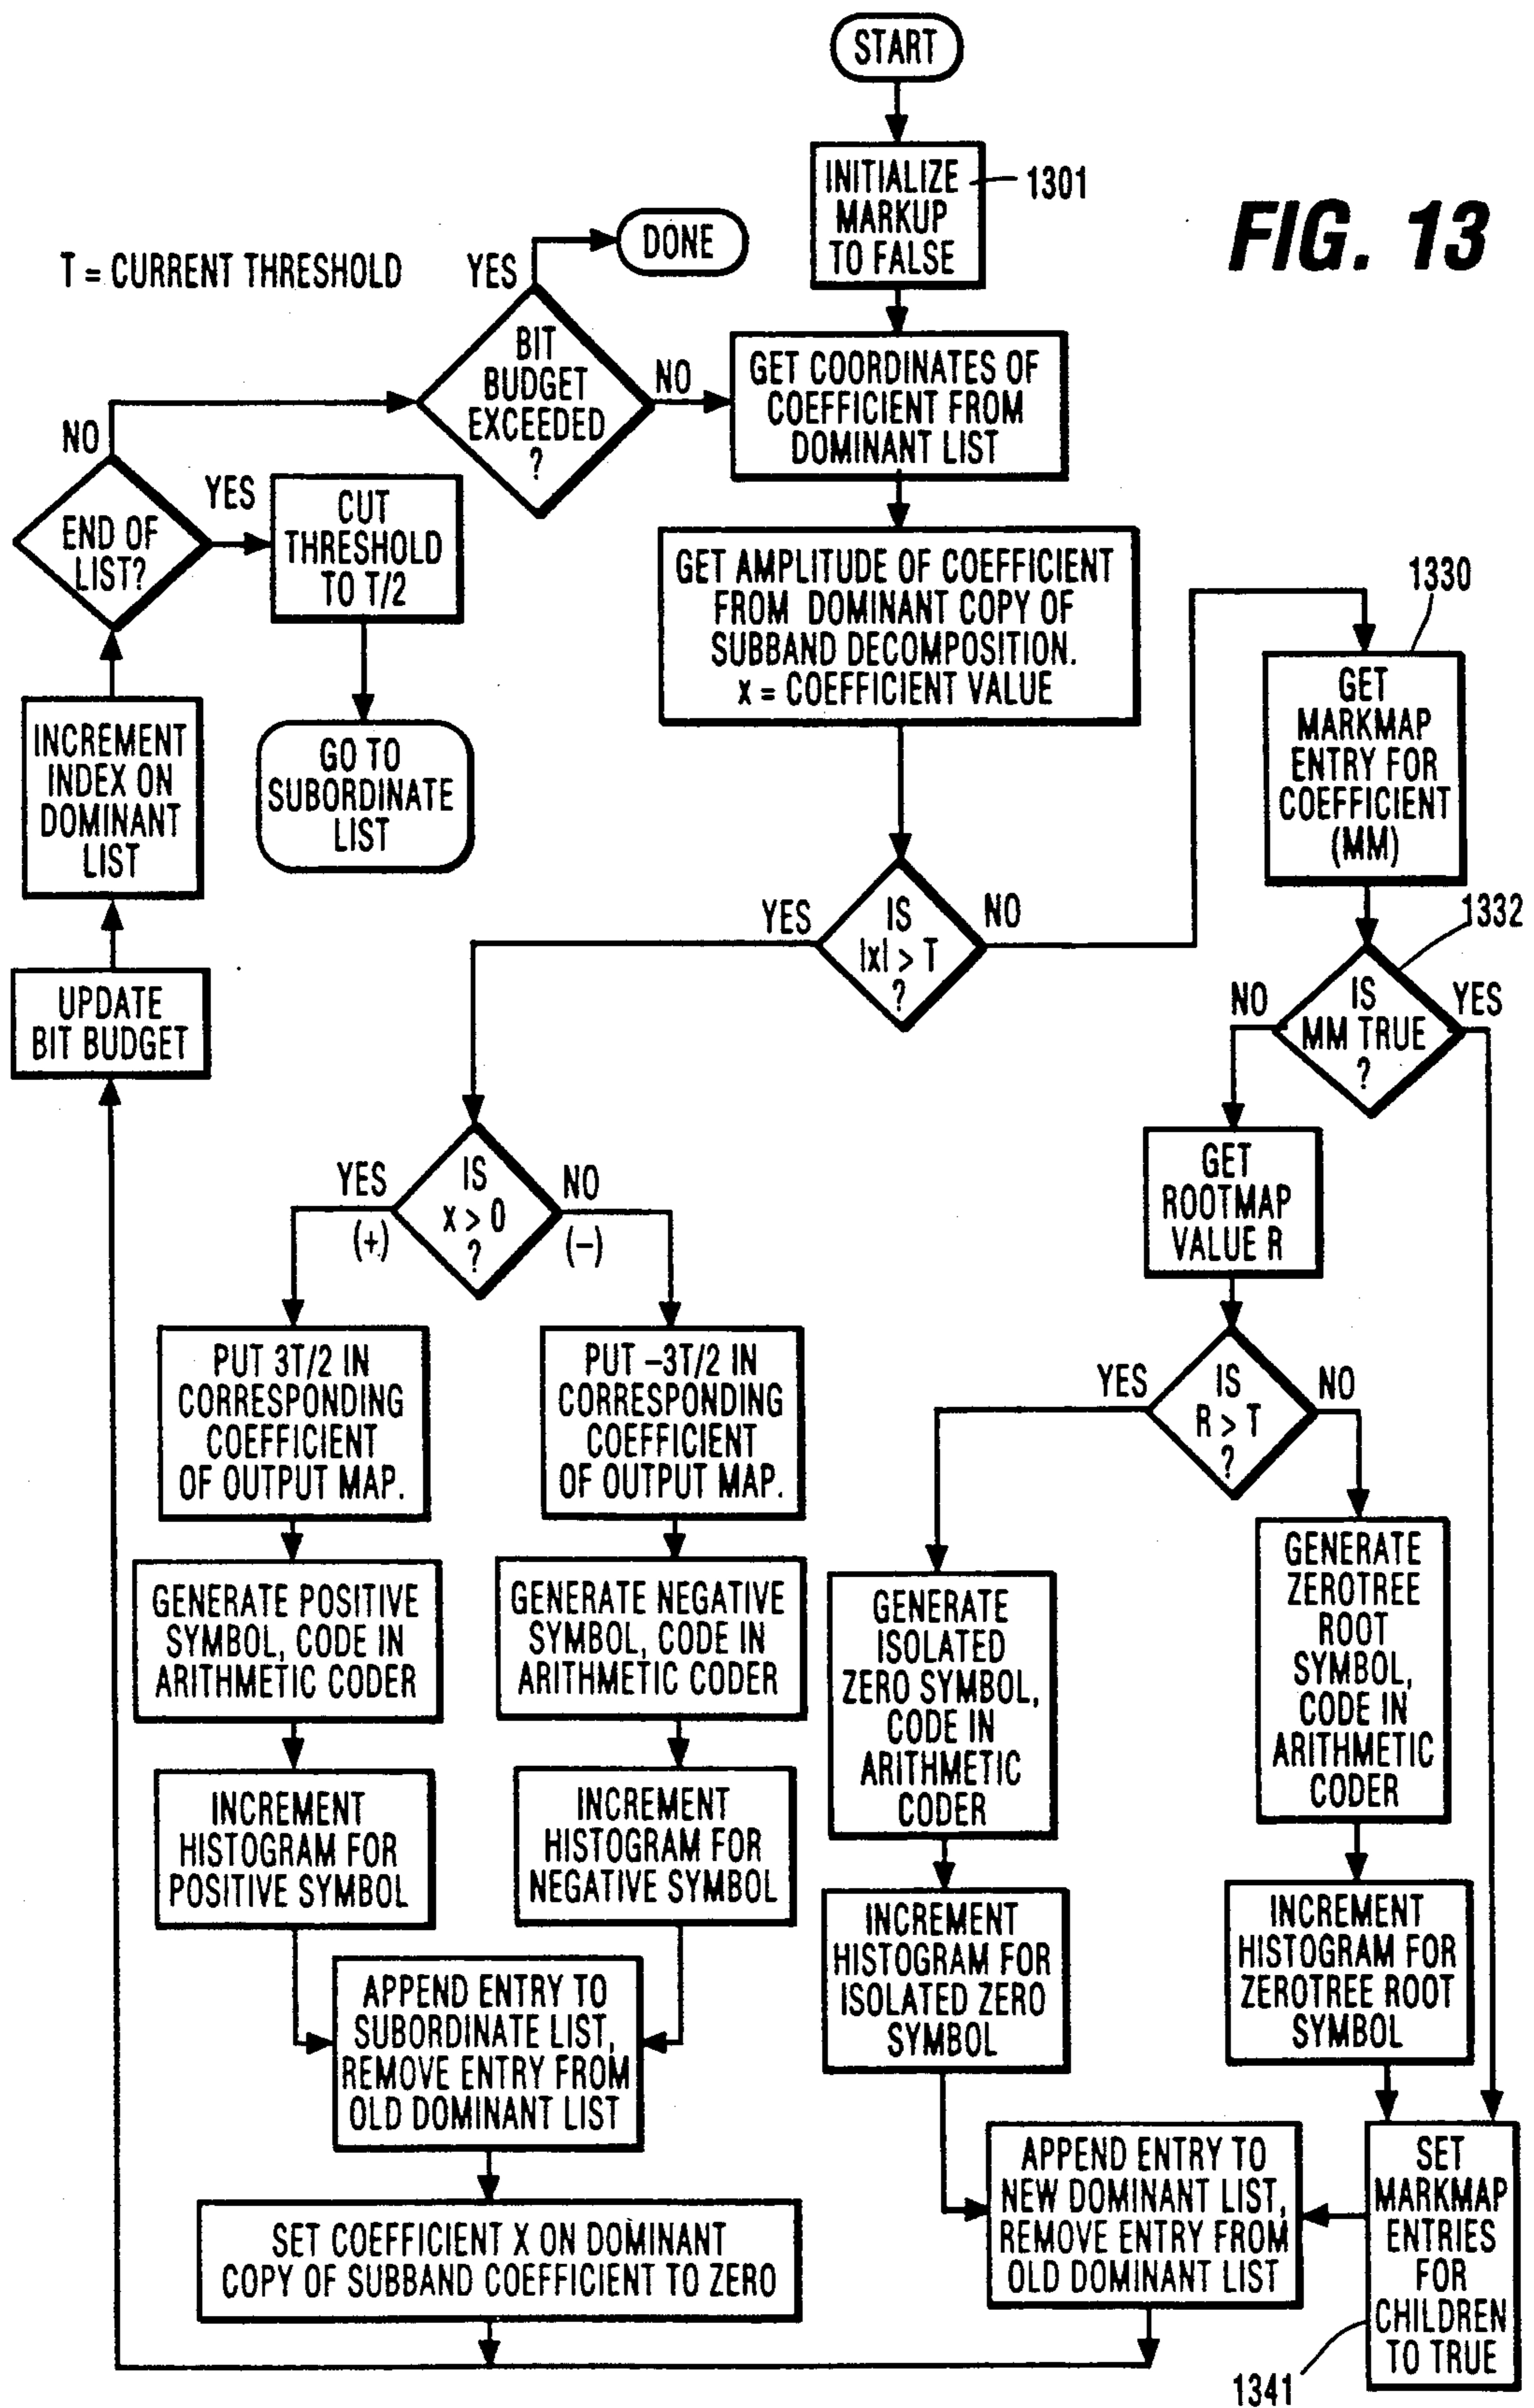 START
INITIALIZE
MARKUP
TO FALSE
1301
FIG. 13
DONE
T = CURRENT THRESHOLD
YES
BIT
BUDGET
EXCEEDED
?
NO
GET COORDINATES OF
COEFFICIENT FROM
DOMINANT LIST
NO
END OF
LIST?
YES
CUT
THRESHOLD
TO T/2
GO TO
SUBORDINATE
LIST
INCREMENT
INDEX ON
DOMINANT
LIST
UPDATE
BIT BUDGET
GET AMPLITUDE OF COEFFICIENT
FROM DOMINANT COPY OF
SUBBAND DECOMPOSITION.
x = COEFFICIENT VALUE
1330
GET
MARKMAP
ENTRY FOR
COEFFICIENT
(MM)
YES
IS
|x| > T
?
NO
1332
NO
IS
MM TRUE
?
YES
GET
ROOTMAP
VALUE R
YES
(+)
IS
x > 0
?
NO
(−)
YES
IS
R > T
?
NO
PUT 3T/2 IN
CORRESPONDING
COEFFICIENT
OF OUTPUT MAP.
PUT −3T/2 IN
CORRESPONDING
COEFFICIENT
OF OUTPUT MAP.
GENERATE POSITIVE
SYMBOL, CODE IN
ARITHMETIC CODER
GENERATE NEGATIVE
SYMBOL, CODE IN
ARITHMETIC CODER
GENERATE
ISOLATED
ZERO SYMBOL,
CODE IN
ARITHMETIC
CODER
GENERATE
ZEROTREE
ROOT
SYMBOL,
CODE IN
ARITHMETIC
CODER
INCREMENT
HISTOGRAM FOR
POSITIVE SYMBOL
INCREMENT
HISTOGRAM FOR
NEGATIVE SYMBOL
INCREMENT
HISTOGRAM FOR
ISOLATED ZERO
SYMBOL
INCREMENT
HISTOGRAM FOR
ZEROTREE ROOT
SYMBOL
APPEND ENTRY TO
SUBORDINATE LIST,
REMOVE ENTRY FROM
OLD DOMINANT LIST
SET COEFFICIENT X ON DOMINANT
COPY OF SUBBAND COEFFICIENT TO ZERO
APPEND ENTRY TO
NEW DOMINANT LIST,
REMOVE ENTRY FROM
OLD DOMINANT LIST
SET
MARKMAP
ENTRIES
FOR
CHILDREN
TO TRUE
1341